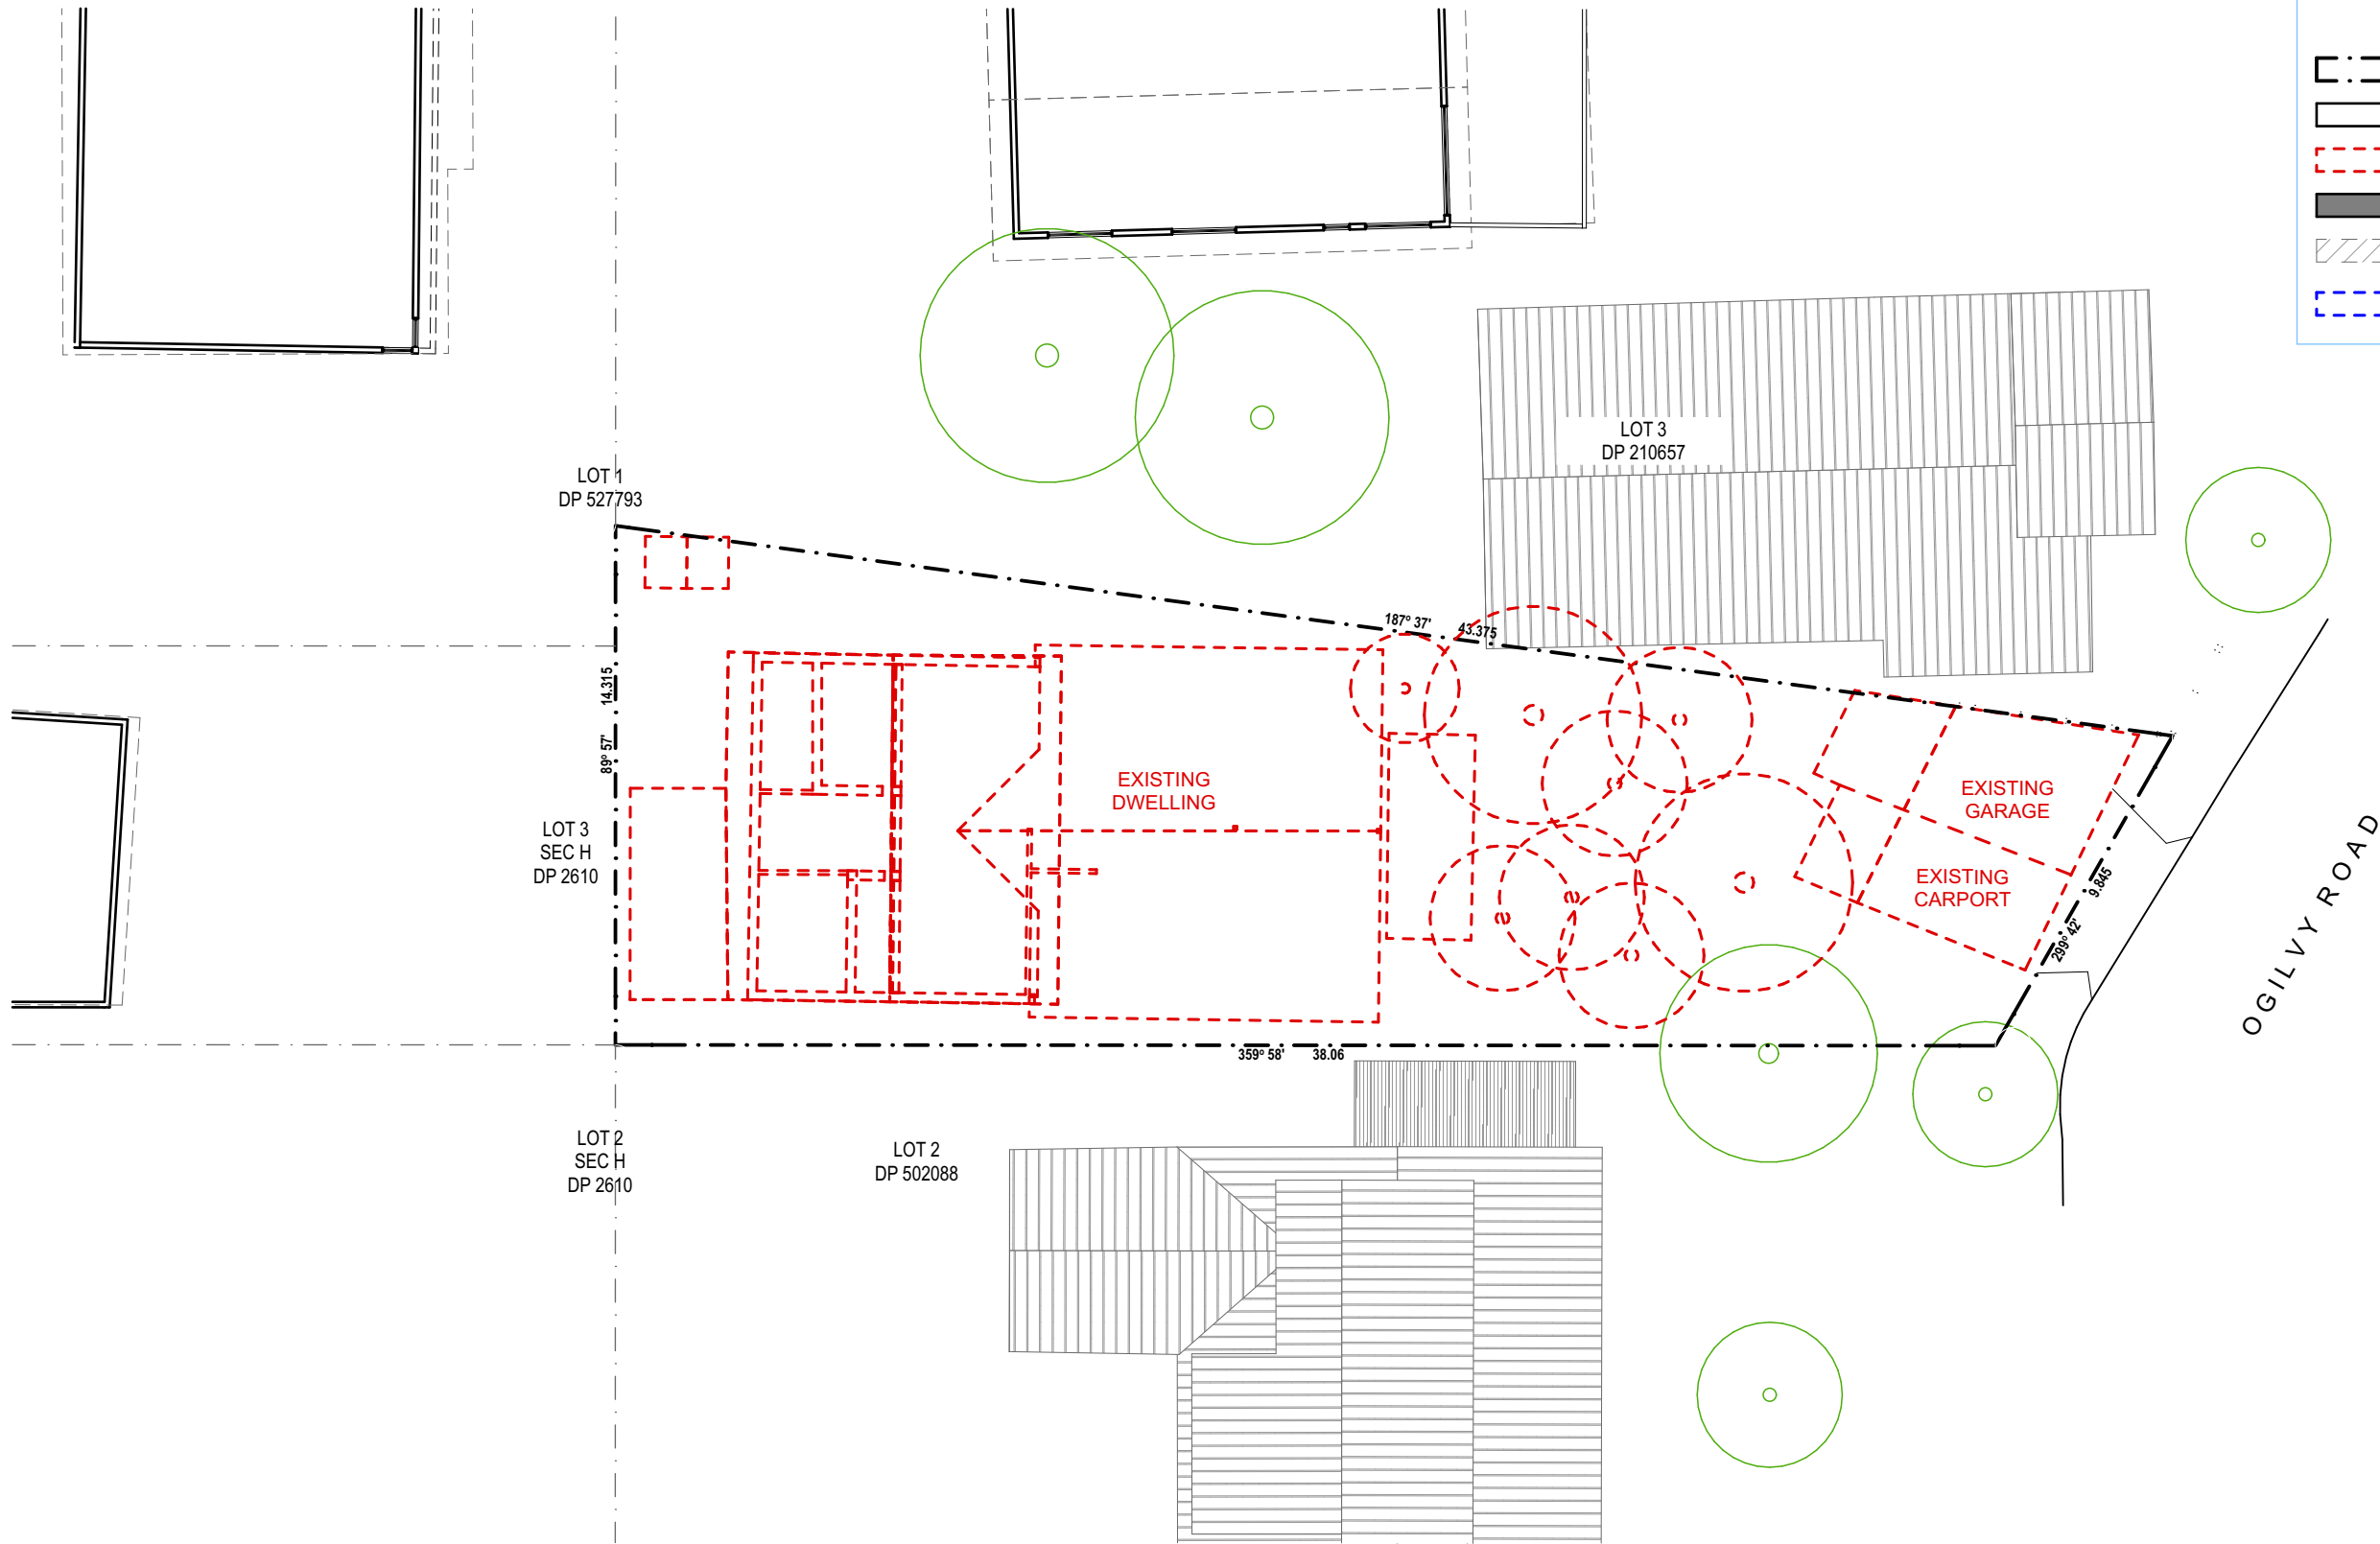 LOT 3
DP 210657
LOT 1
DP 527793
187° 37'
43.375
14.315
89° 57'
EXISTING
DWELLING
EXISTING
GARAGE
EXISTING
CARPORT
LOT 3
SEC H
DP 2610
9.845
299° 42'
OGILVY ROAD
359° 58'
38.06
LOT 2
SEC H
DP 2610
LOT 2
DP 502088